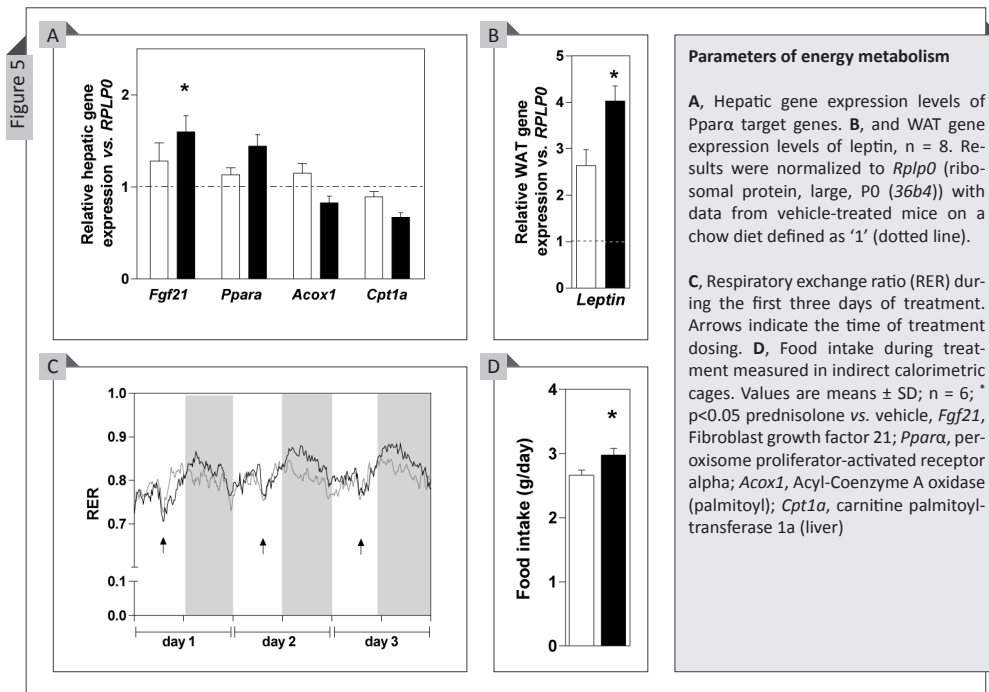 Figure 5
A
Relative hepatic gene
expression vs. RPLP0
2
1
0
*
Fgf21 Ppara Acox1 Cpt1a
B
Relative WAT gene
expression vs. RPLP0
5
4
3
2
1
0
*
Leptin
C
RER
1.0
0.9
0.8
0.7
0.1
0.0
day 1 day 2 day 3
D
Food intake (g/day)
4
3
2
1
0
*
Parameters of energy metabolism
A, Hepatic gene expression levels of
Pparα target genes. B, and WAT gene
expression levels of leptin, n = 8. Re-
sults were normalized to Rplp0 (ribo-
somal protein, large, P0 (36b4)) with
data from vehicle-treated mice on a
chow diet defined as ‘1’ (dotted line).
C, Respiratory exchange ratio (RER) du-
ring the first three days of treatment.
Arrows indicate the time of treatment
dosing. D, Food intake during treat-
ment measured in indirect calorimetric
cages. Values are means ± SD; n = 6; *
p<0.05 prednisolone vs. vehicle, Fgf21,
Fibroblast growth factor 21; Pparα, per-
oxisome proliferator-activated receptor
alpha; Acox1, Acyl-Coenzyme A oxidase
(palmitoyl); Cpt1a, carnitine palmitoyl-
transferase 1a (liver)